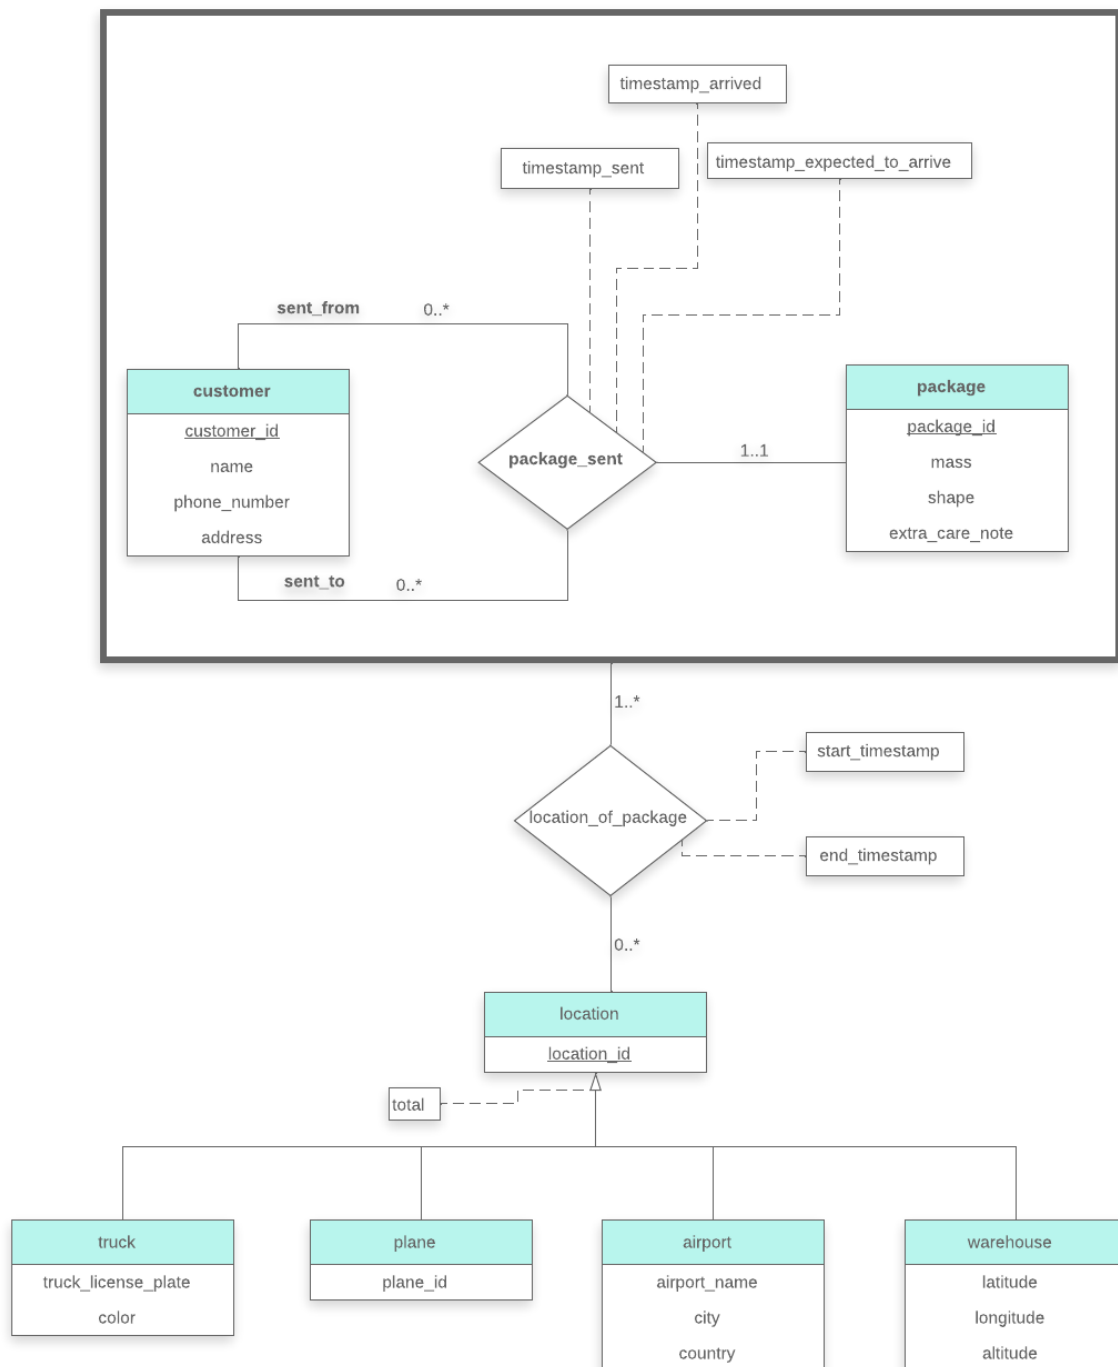 timestamp_arrived
timestamp_sent
timestamp_expected_to_arrive
sent_from
0..*
customer
customer_id
name
phone_number
address
package_sent
1..1
package
package_id
mass
shape
extra_care_note
sent_to
0..*
1..*
location_of_package
start_timestamp
end_timestamp
0..*
location
location_id
total
truck
truck_license_plate
color
plane
plane_id
airport
airport_name
city
country
warehouse
latitude
longitude
altitude